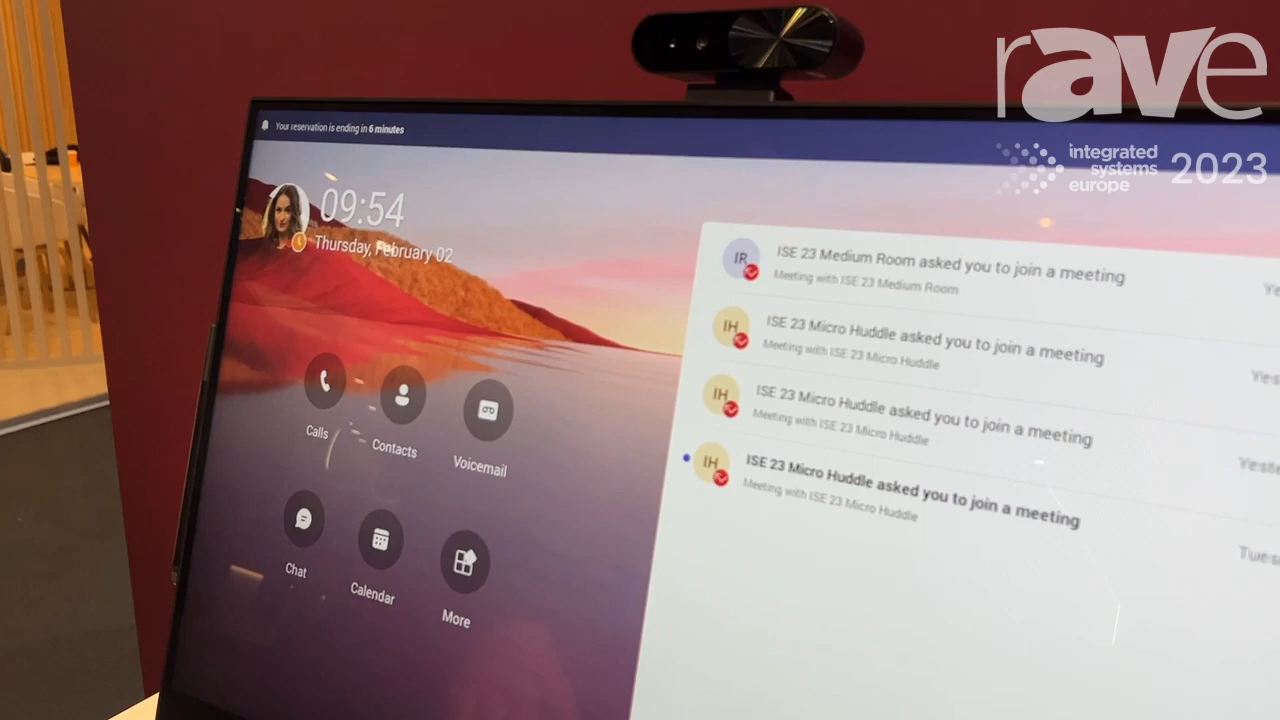 rave
integrated
systems
europe
2023
Your reservation is ending in 6 minutes
09:54
Thursday, February 02
Calls
Contacts
Voicemail
Chat
Calendar
More
IR
ISE 23 Medium Room asked you to join a meeting
Meeting with ISE 23 Medium Room
Ye
IH
ISE 23 Micro Huddle asked you to join a meeting
Meeting with ISE 23 Micro Huddle
Yes
IH
ISE 23 Micro Huddle asked you to join a meeting
Meeting with ISE 23 Micro Huddle
Yeste
IH
ISE 23 Micro Huddle asked you to join a meeting
Meeting with ISE 23 Micro Huddle
Tues